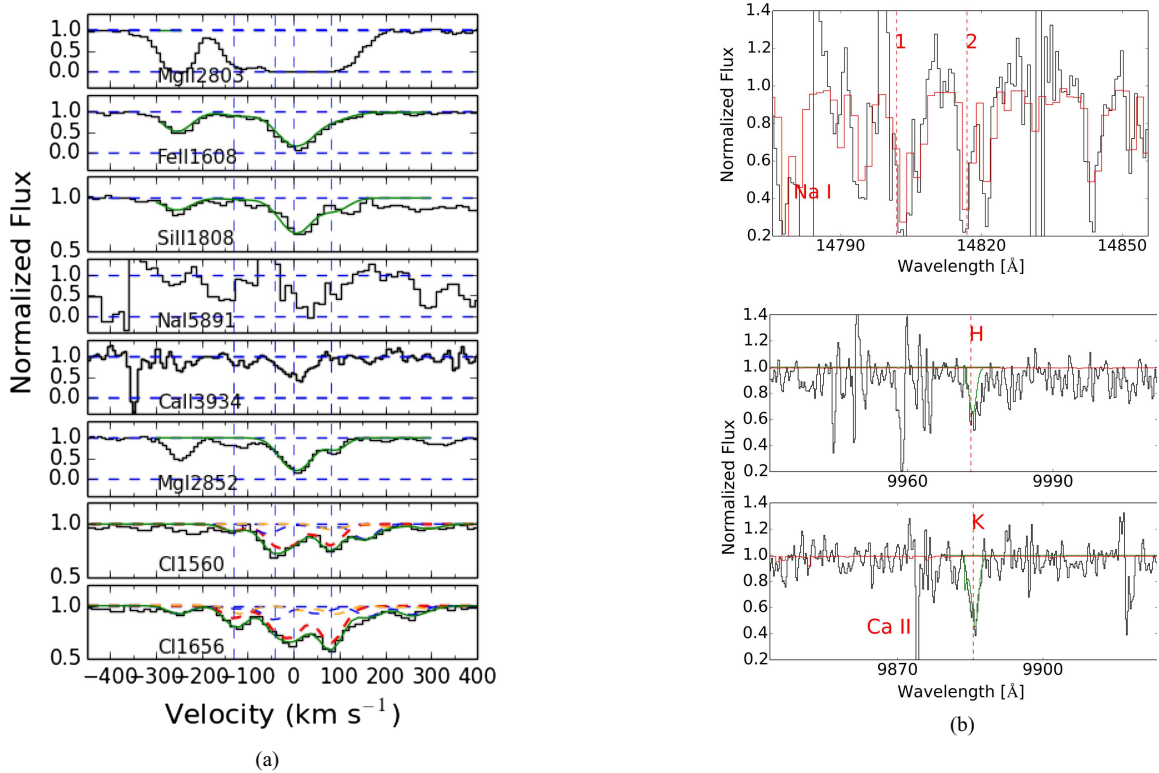 Normalized Flux
1.0
0.0
MgII2803
1.0
0.5
0.0
FeII1608
1.0
0.5
SiII1808
1.0
0.5
0.0
NaI5891
1.0
0.5
0.0
CaII3934
1.0
0.5
0.0
MgI2852
1.0
0.5
CI1560
1.0
0.5
CI1656
−400 −300 −200 −100 0 100 200 300 400
Velocity (km s⁻¹)
(a)
Normalized Flux
1.4
1.2
1.0
0.8
0.6
0.4
0.2
1
2
Na I
14790 14820 14850
Wavelength [Å]
Normalized Flux
1.4
1.2
1.0
0.8
0.6
0.4
0.2
H
9960 9990
1.4
1.2
1.0
0.8
0.6
0.4
0.2
K
Ca II
9870 9900
Wavelength [Å]
(b)